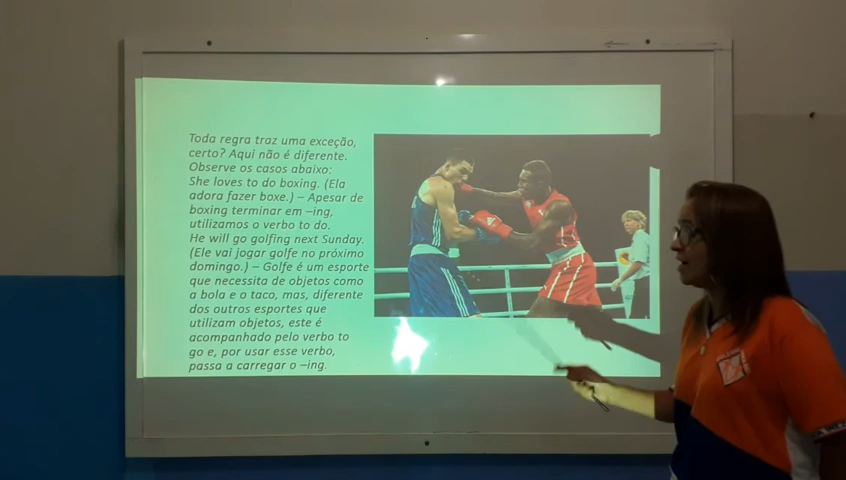 Toda regra traz uma exceção,
certo? Aqui não é diferente.
Observe os casos abaixo:
She loves to do boxing. (Ela
adora fazer boxe.) – Apesar de
boxing terminar em –ing,
utilizamos o verbo to do.
He will go golfing next Sunday.
(Ele vai jogar golfe no próximo
domingo.) – Golfe é um esporte
que necessita de objetos como
a bola e o taco, mas, diferente
dos outros esportes que
utilizam objetos, este é
acompanhado pelo verbo to
go e, por usar esse verbo,
passa a carregar o –ing.